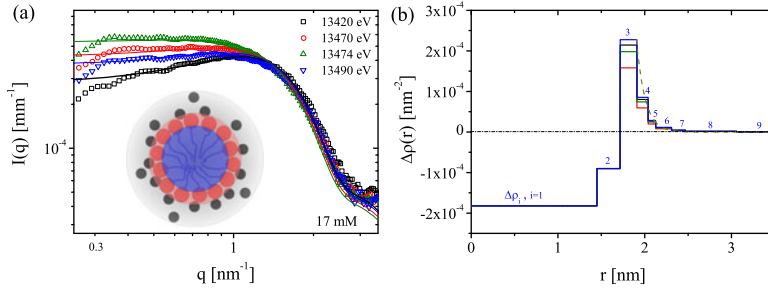 (a)
13420 eV
13470 eV
13474 eV
13490 eV
I(q) [mm⁻¹]
10⁻⁴
17 mM
0.3
1
q [nm⁻¹]
(b)
3x10⁻⁴
2x10⁻⁴
1x10⁻⁴
0
-1x10⁻⁴
-2x10⁻⁴
Δρ(r) [nm⁻²]
Δρᵢ , i=1
2
3
4
5
6
7
8
9
0
1
2
3
r [nm]